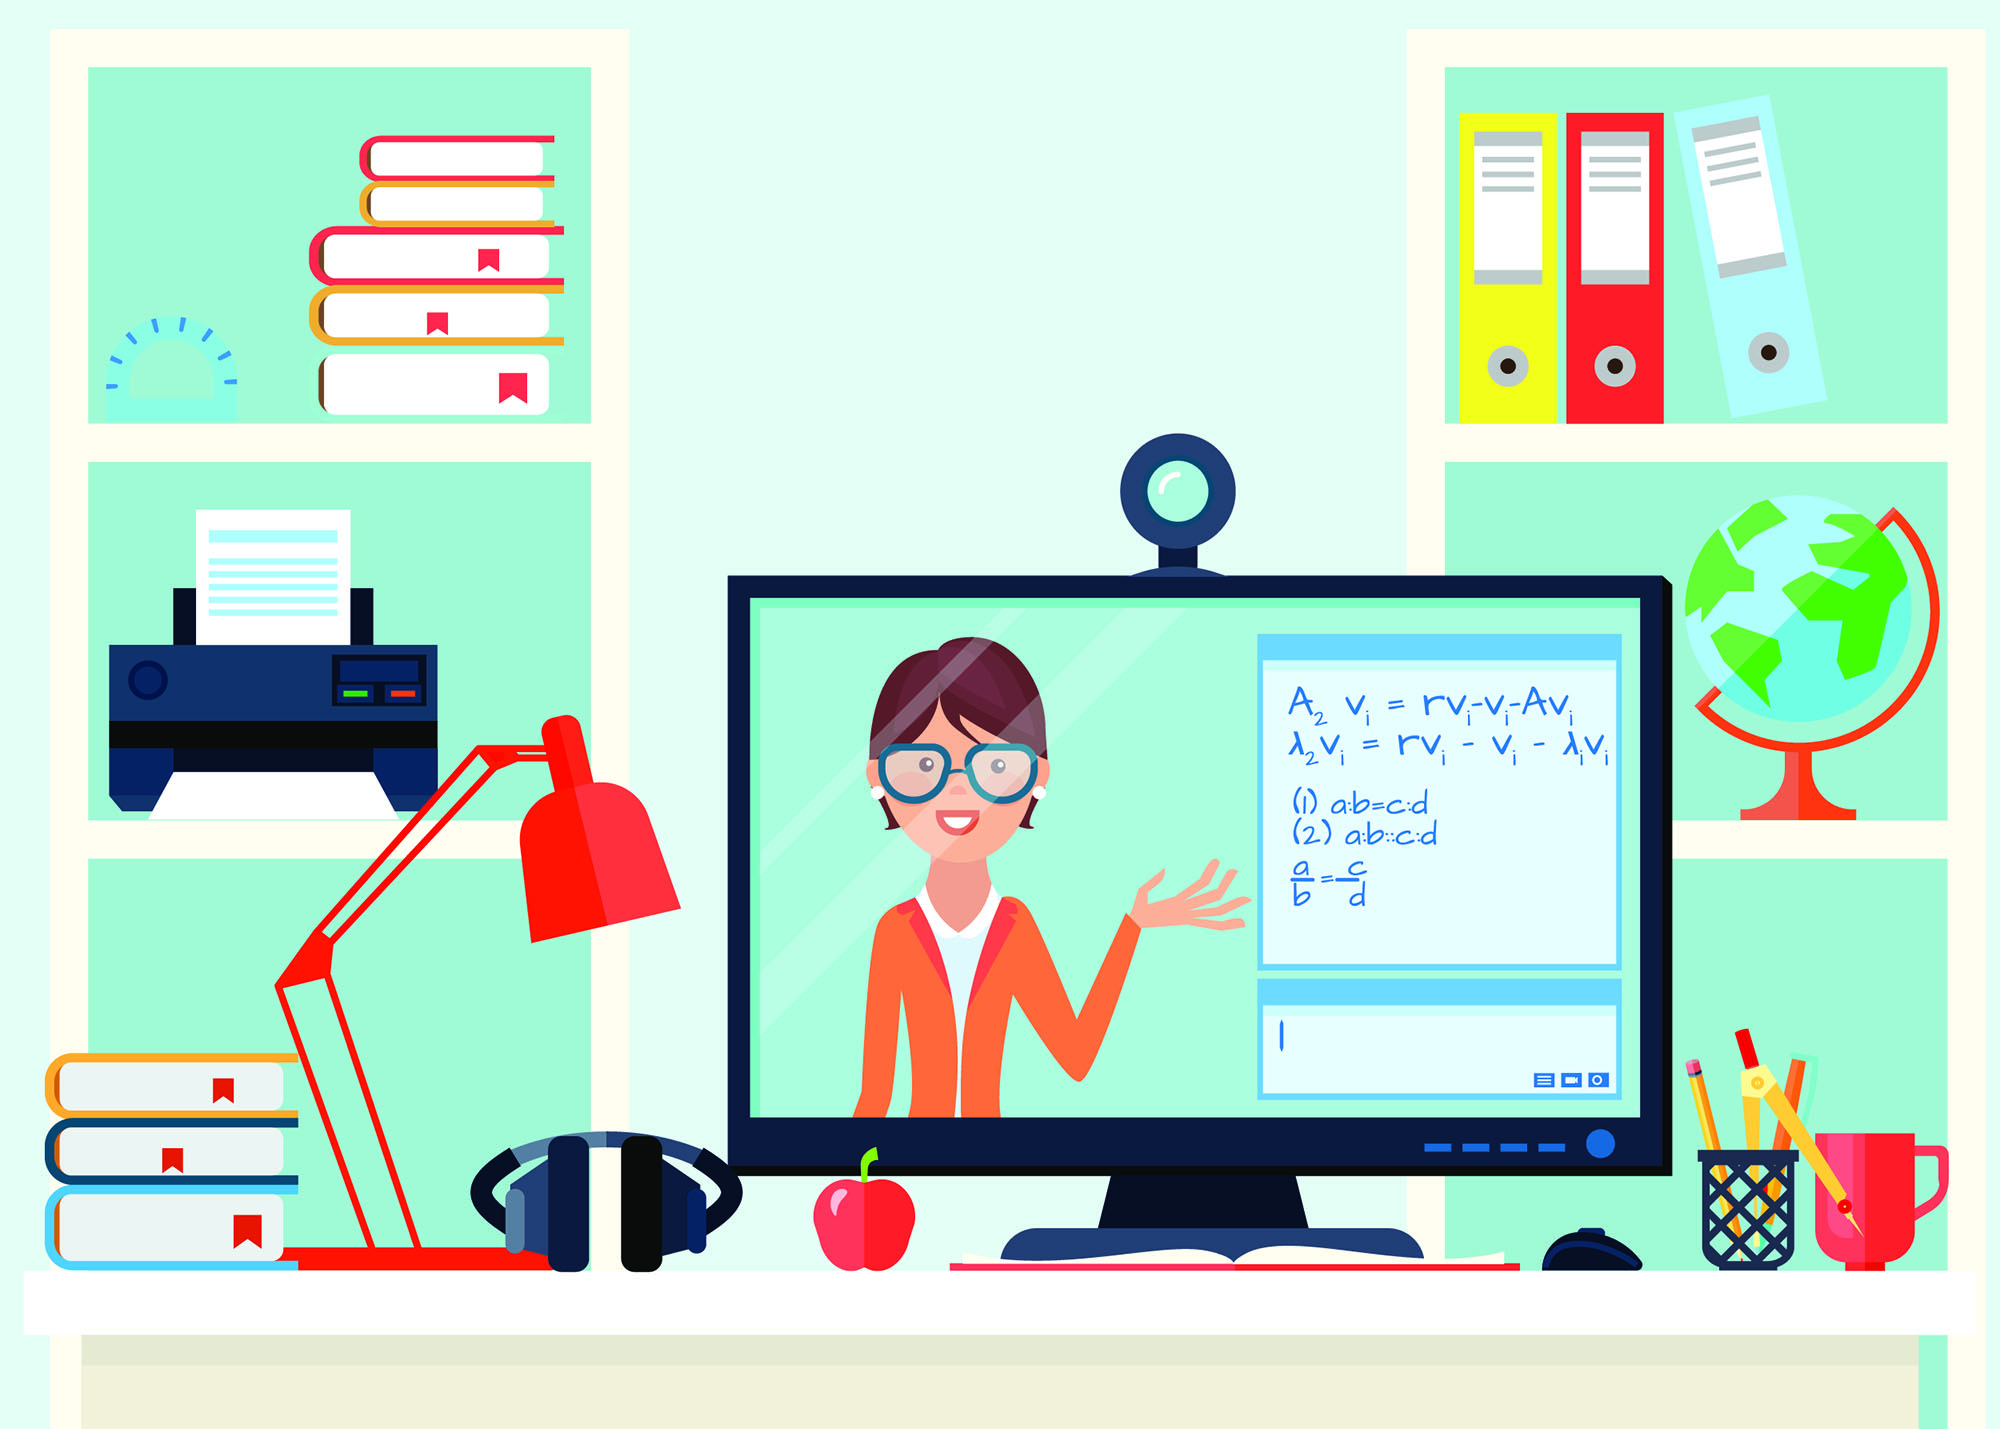 A₂ vᵢ = rvᵢ-vᵢ-Avᵢ
λ₂vᵢ = rvᵢ - vᵢ - λᵢvᵢ
(1) a:b=c:d
(2) a:b::c:d
a/b = c/d